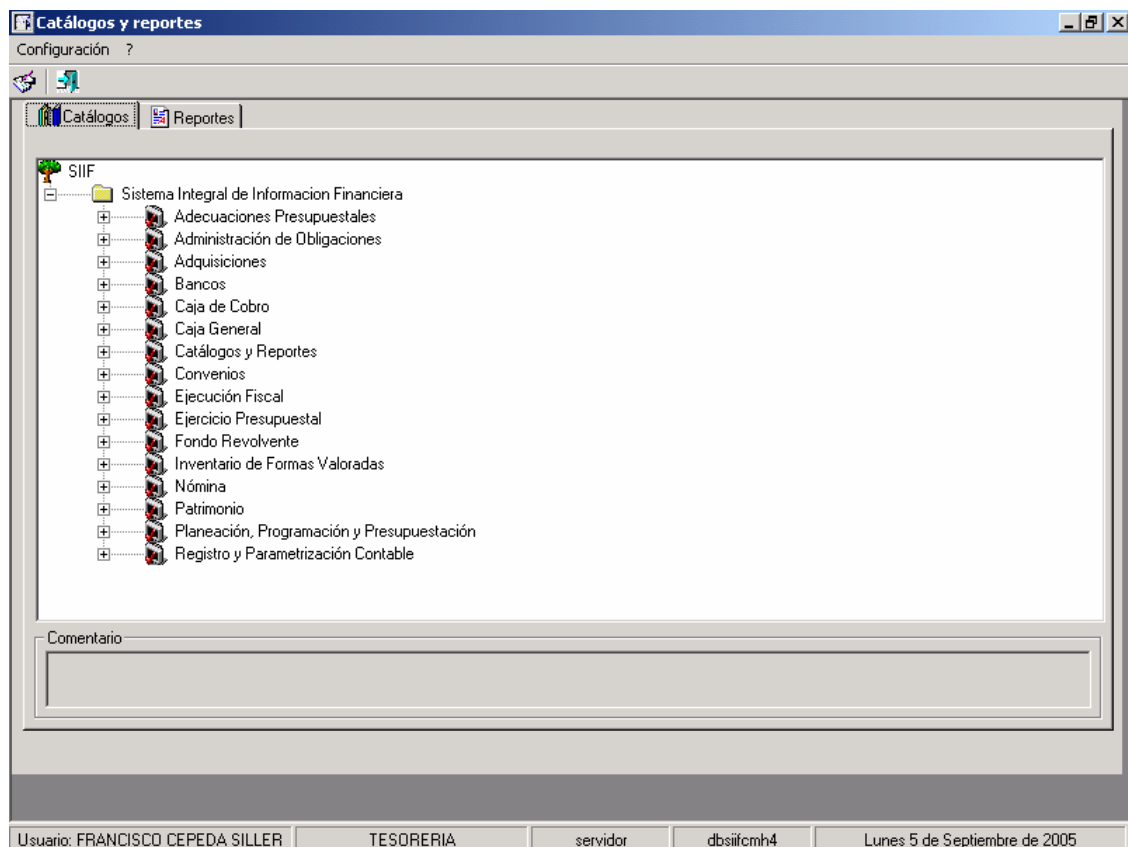 Catálogos y reportes
Configuración ?
Catálogos Reportes
SIIF
Sistema Integral de Informacion Financiera
Adecuaciones Presupuestales
Administración de Obligaciones
Adquisiciones
Bancos
Caja de Cobro
Caja General
Catálogos y Reportes
Convenios
Ejecución Fiscal
Ejercicio Presupuestal
Fondo Revolvente
Inventario de Formas Valoradas
Nómina
Patrimonio
Planeación, Programación y Presupuestación
Registro y Parametrización Contable
Comentario
Usuario: FRANCISCO CEPEDA SILLER TESORERIA servidor dbsiifcmh4 Lunes 5 de Septiembre de 2005